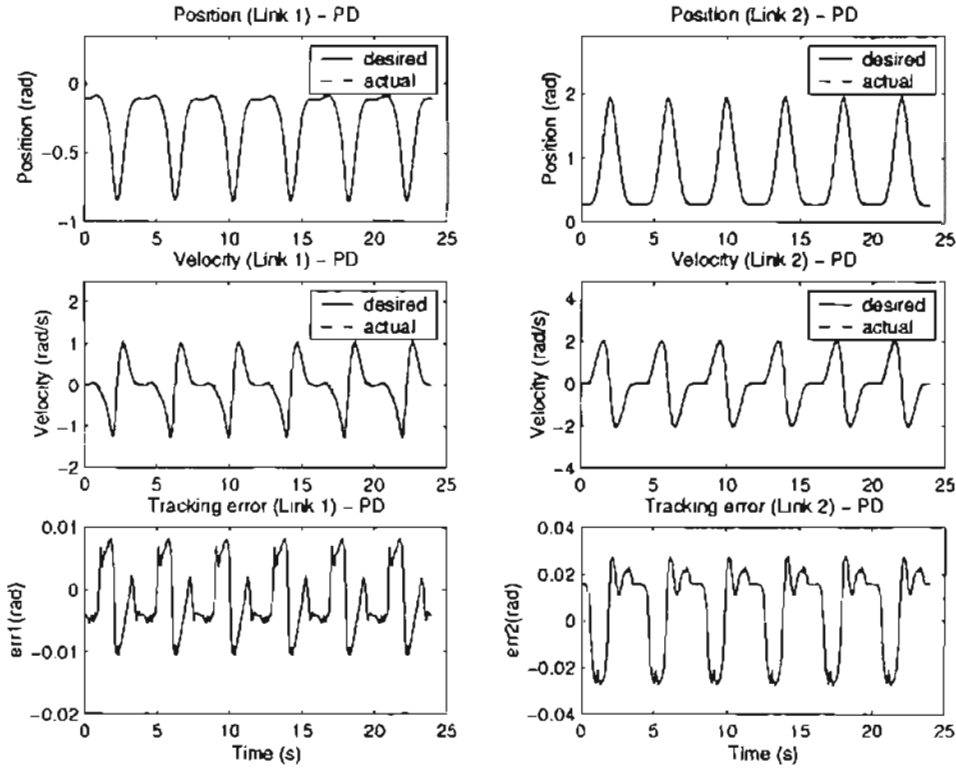 Position (Link 1) – PD
Position (rad)
0
−0.5
−1
desired
actual
0 5 10 15 20 25
Position (Link 2) – PD
Position (rad)
2
1
0
desired
actual
0 5 10 15 20 25
Velocity (Link 1) – PD
Velocity (rad/s)
2
1
0
−1
−2
desired
actual
0 5 10 15 20 25
Velocity (Link 2) – PD
Velocity (rad/s)
4
2
0
−2
−4
desired
actual
0 5 10 15 20 25
Tracking error (Link 1) – PD
err1(rad)
0.01
0
−0.01
−0.02
0 5 10 15 20 25
Time (s)
Tracking error (Link 2) – PD
err2(rad)
0.04
0.02
0
−0.02
−0.04
0 5 10 15 20 25
Time (s)